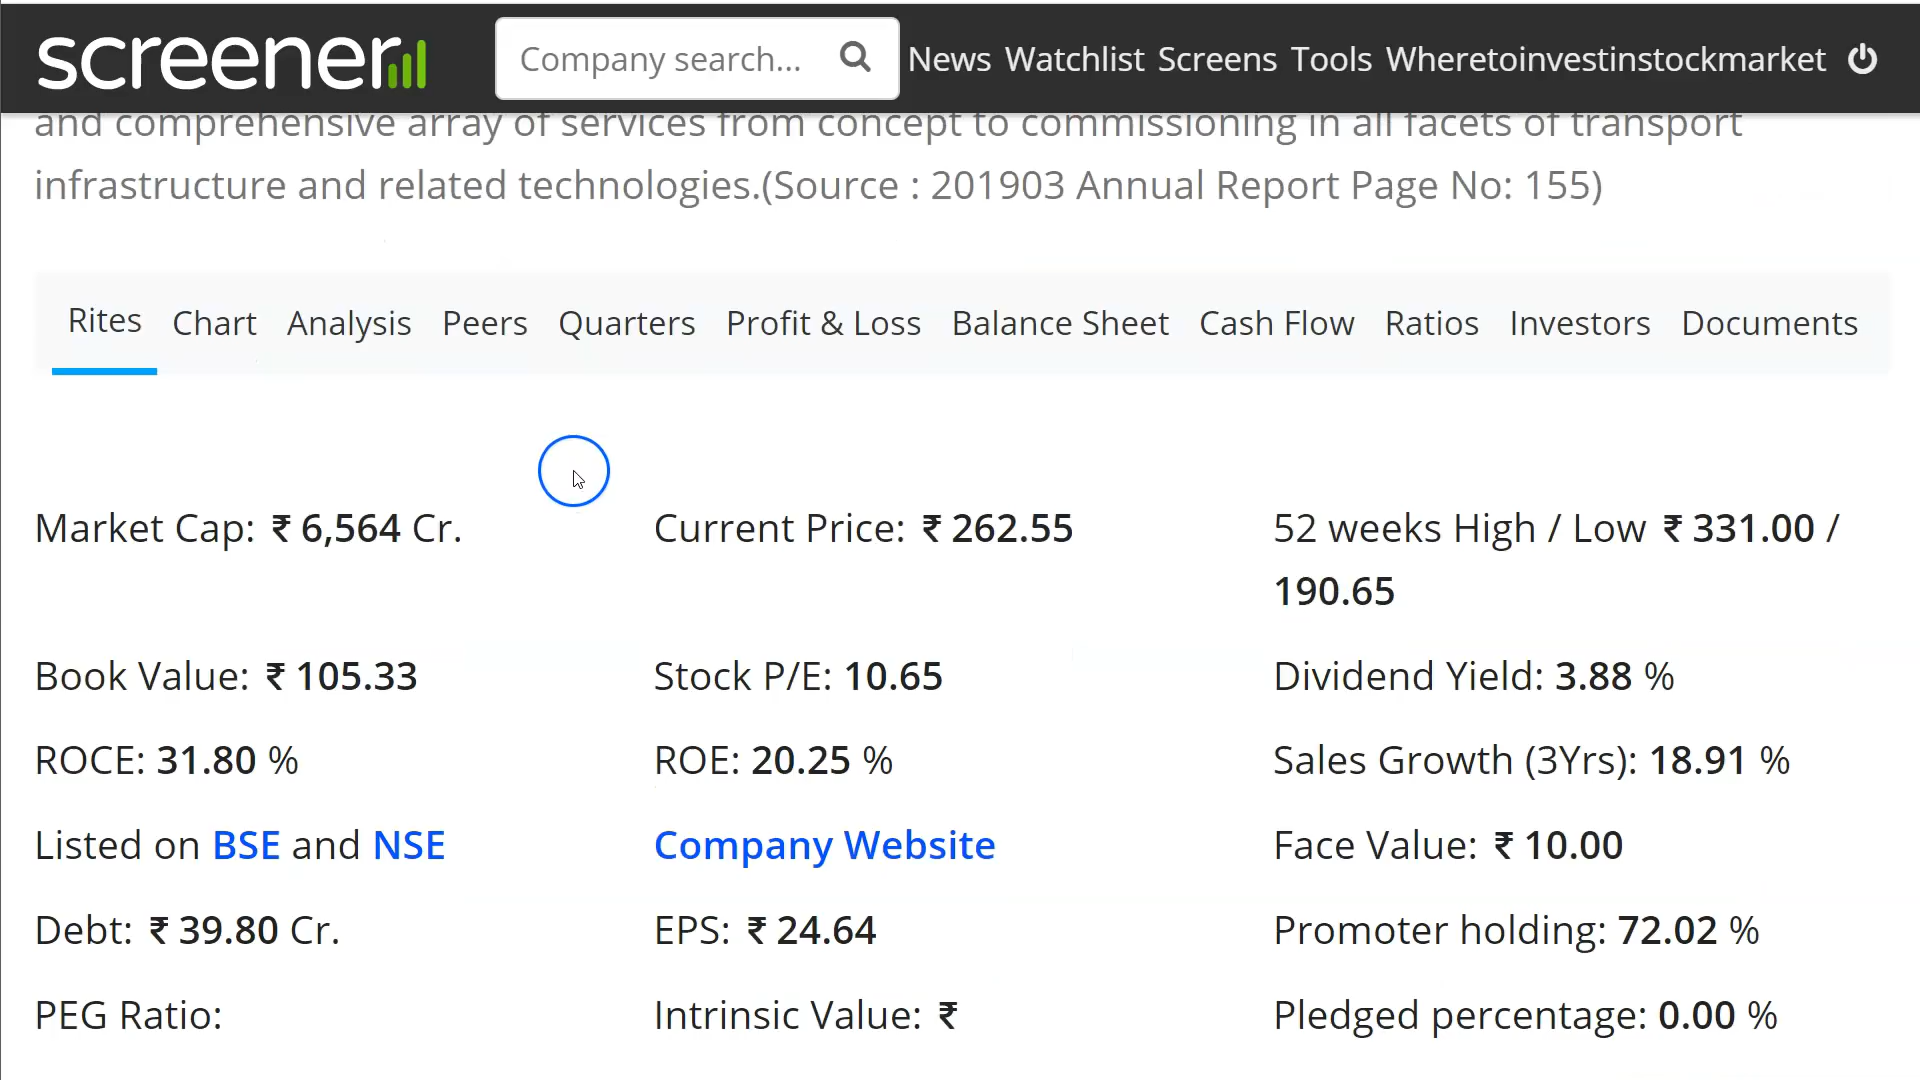 screener
Company search...
News Watchlist Screens Tools Wheretoinvestinstockmarket
and comprehensive array of services from concept to commissioning in all facets of transport
infrastructure and related technologies.(Source : 201903 Annual Report Page No: 155)
Rites Chart Analysis Peers Quarters Profit & Loss Balance Sheet Cash Flow Ratios Investors Documents
Market Cap: ₹ 6,564 Cr.
Current Price: ₹ 262.55
52 weeks High / Low ₹ 331.00 /
190.65
Book Value: ₹ 105.33
Stock P/E: 10.65
Dividend Yield: 3.88 %
ROCE: 31.80 %
ROE: 20.25 %
Sales Growth (3Yrs): 18.91 %
Listed on BSE and NSE
Company Website
Face Value: ₹ 10.00
Debt: ₹ 39.80 Cr.
EPS: ₹ 24.64
Promoter holding: 72.02 %
PEG Ratio:
Intrinsic Value: ₹
Pledged percentage: 0.00 %